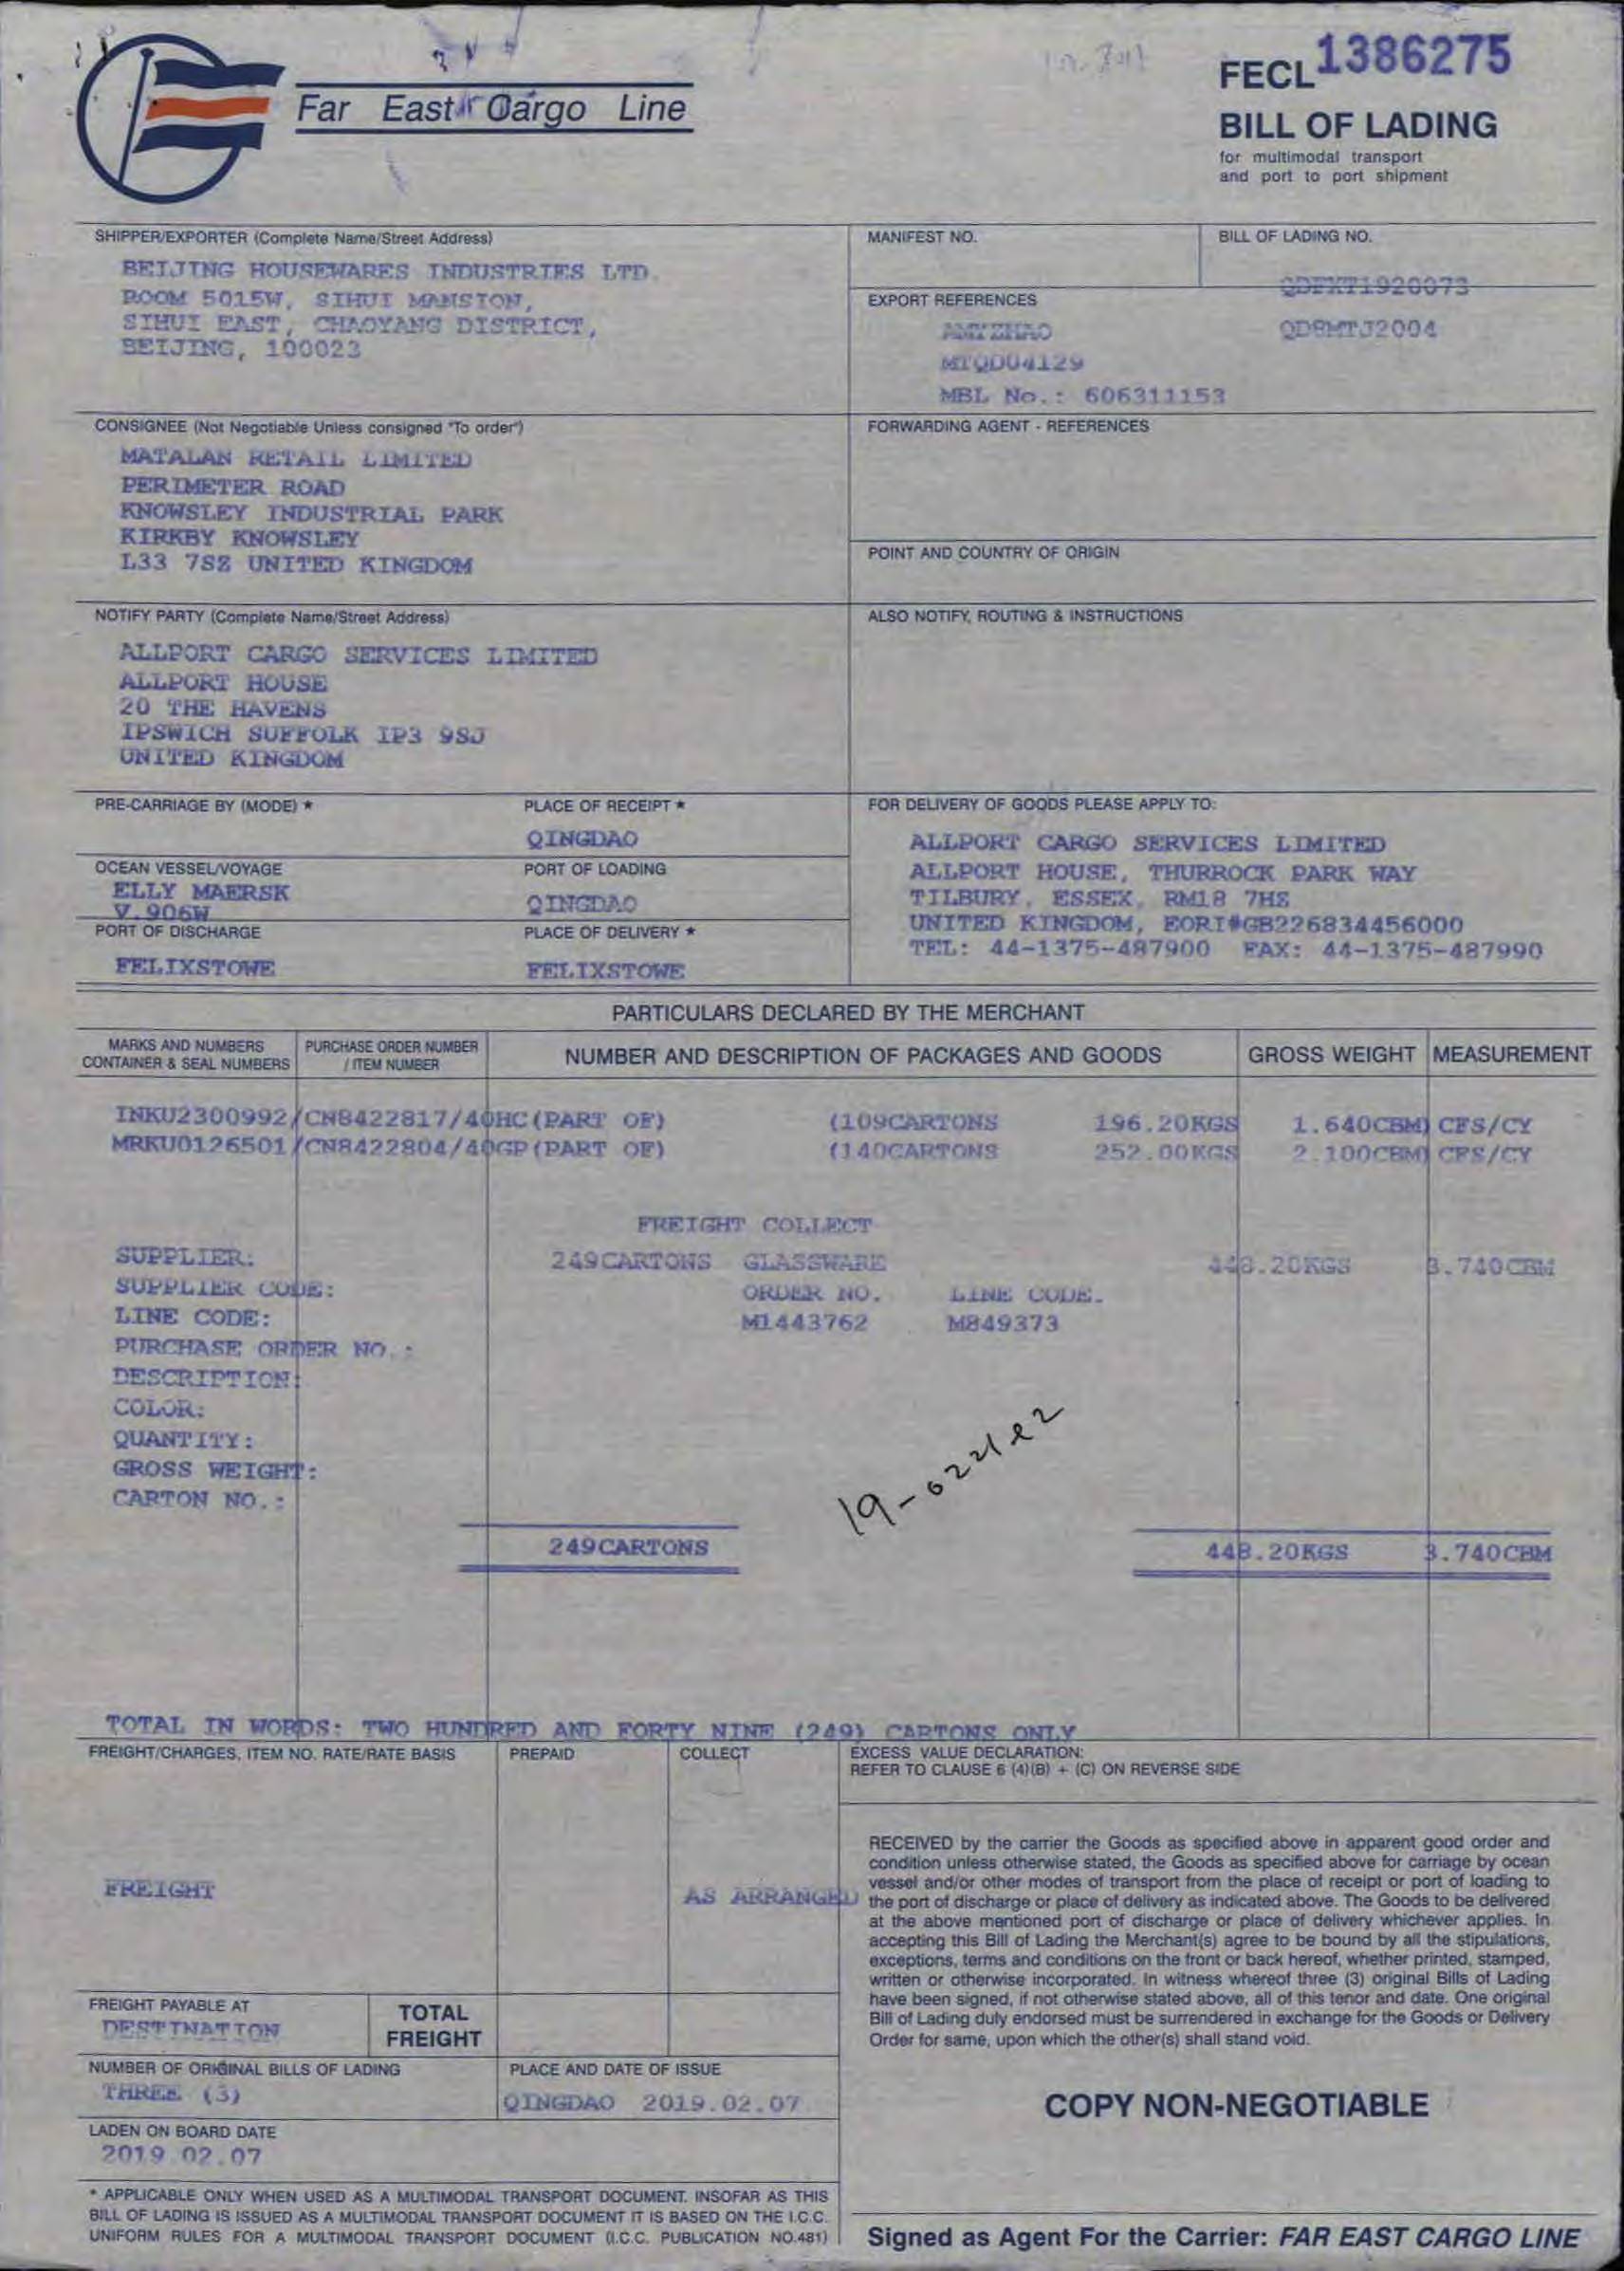 Far East Cargo Line
FECL 1386275
BILL OF LADING
for multimodal transport
and port to port shipment
SHIPPER/EXPORTER (Complete Name/Street Address)
BEIJING HOUSEWARES INDUSTRIES LTD.
ROOM 5015W, SIHUI MANSION,
SIHUI EAST, CHAOYANG DISTRICT,
BEIJING, 100023
MANIFEST NO.
BILL OF LADING NO.
EXPORT REFERENCES
QDSMTJ2004
MTQDU4129
MBL No.: 606311153
CONSIGNEE (Not Negotiable Unless consigned "To order")
MATALAN RETAIL LIMITED
PERIMETER ROAD
KNOWSLEY INDUSTRIAL PARK
KIRKBY KNOWSLEY
L33 7SZ UNITED KINGDOM
FORWARDING AGENT - REFERENCES
POINT AND COUNTRY OF ORIGIN
NOTIFY PARTY (Complete Name/Street Address)
ALLPORT CARGO SERVICES LIMITED
ALLPORT HOUSE
20 THE HAVENS
IPSWICH SUFFOLK IP3 9SJ
UNITED KINGDOM
ALSO NOTIFY, ROUTING & INSTRUCTIONS
PRE-CARRIAGE BY (MODE) *
PLACE OF RECEIPT *
QINGDAO
OCEAN VESSEL/VOYAGE
ELLY MAERSK
V.906W
PORT OF LOADING
QINGDAO
PORT OF DISCHARGE
FELIXSTOWE
PLACE OF DELIVERY *
FELIXSTOWE
FOR DELIVERY OF GOODS PLEASE APPLY TO:
ALLPORT CARGO SERVICES LIMITED
ALLPORT HOUSE, THURROCK PARK WAY
TILBURY, ESSEX, RM18 7HS
UNITED KINGDOM, EORI#GB226834456000
TEL: 44-1375-487900 FAX: 44-1375-487990
PARTICULARS DECLARED BY THE MERCHANT
MARKS AND NUMBERS
CONTAINER & SEAL NUMBERS
PURCHASE ORDER NUMBER
/ ITEM NUMBER
NUMBER AND DESCRIPTION OF PACKAGES AND GOODS
GROSS WEIGHT
MEASUREMENT
INKU2300992/CN8422817/40HC(PART OF) (109CARTONS 196.20KGS 1.640CBM) CFS/CY
MRKU0126501/CN8422804/40GP(PART OF) (140CARTONS 252.00KGS 2.100CBM) CFS/CY
FREIGHT COLLECT
SUPPLIER: 249CARTONS GLASSWARE 448.20KGS 3.740CBM
SUPPLIER CODE: ORDER NO. LINE CODE.
LINE CODE: M1443762 M849373
PURCHASE ORDER NO.:
DESCRIPTION:
COLOR:
QUANTITY:
GROSS WEIGHT:
CARTON NO.:
249CARTONS 448.20KGS 3.740CBM
TOTAL IN WORDS: TWO HUNDRED AND FORTY NINE (249) CARTONS ONLY
FREIGHT/CHARGES, ITEM NO. RATE/RATE BASIS
PREPAID
COLLECT
EXCESS VALUE DECLARATION:
REFER TO CLAUSE 6 (4)(B) + (C) ON REVERSE SIDE
FREIGHT
AS ARRANGED
RECEIVED by the carrier the Goods as specified above in apparent good order and
condition unless otherwise stated, the Goods as specified above for carriage by ocean
vessel and/or other modes of transport from the place of receipt or port of loading to
the port of discharge or place of delivery as indicated above. The Goods to be delivered
at the above mentioned port of discharge or place of delivery whichever applies. In
accepting this Bill of Lading the Merchant(s) agree to be bound by all the stipulations,
exceptions, terms and conditions on the front or back hereof, whether printed, stamped,
written or otherwise incorporated. In witness whereof three (3) original Bills of Lading
have been signed, if not otherwise stated above, all of this tenor and date. One original
Bill of Lading duly endorsed must be surrendered in exchange for the Goods or Delivery
Order for same, upon which the other(s) shall stand void.
FREIGHT PAYABLE AT
DESTINATION
TOTAL
FREIGHT
NUMBER OF ORIGINAL BILLS OF LADING
THREE (3)
PLACE AND DATE OF ISSUE
QINGDAO 2019.02.07
LADEN ON BOARD DATE
2019.02.07
COPY NON-NEGOTIABLE
* APPLICABLE ONLY WHEN USED AS A MULTIMODAL TRANSPORT DOCUMENT. INSOFAR AS THIS
BILL OF LADING IS ISSUED AS A MULTIMODAL TRANSPORT DOCUMENT IT IS BASED ON THE I.C.C.
UNIFORM RULES FOR A MULTIMODAL TRANSPORT DOCUMENT (I.C.C. PUBLICATION NO.481)
Signed as Agent For the Carrier: FAR EAST CARGO LINE